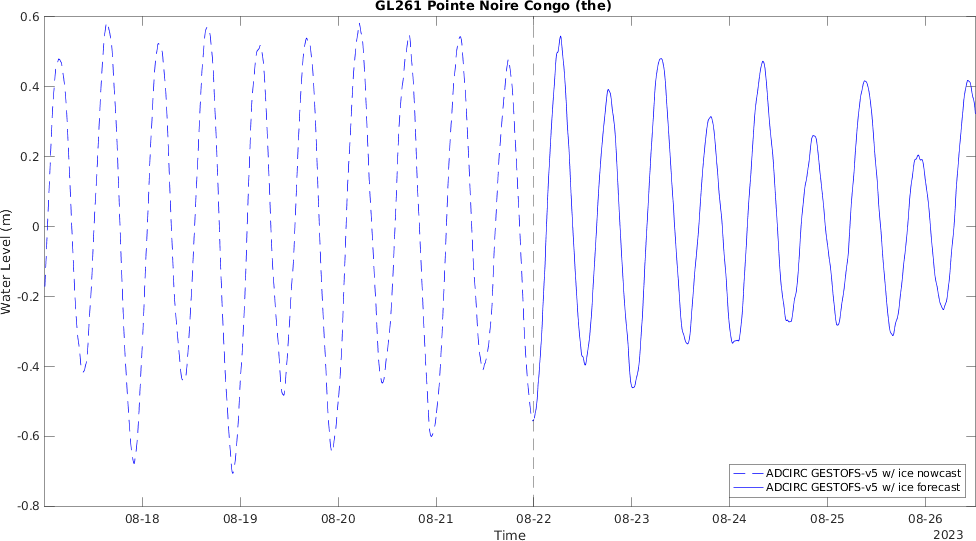 GL261 Pointe Noire Congo (the)
0.6
0.4
0.2
0
-0.2
-0.4
-0.6
-0.8
Water Level (m)
08-18 08-19 08-20 08-21 08-22 08-23 08-24 08-25 08-26
Time
2023
ADCIRC GESTOFS-v5 w/ ice nowcast
ADCIRC GESTOFS-v5 w/ ice forecast